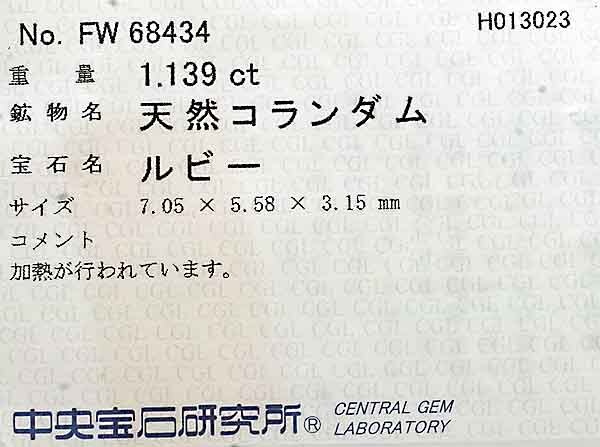 No. FW 68434
H013023
重量 1.139 ct
鉱物名 天然コランダム
宝石名 ルビー
サイズ 7.05 × 5.58 × 3.15 mm
コメント
加熱が行われています。
中央宝石研究所® CENTRAL GEM
LABORATORY